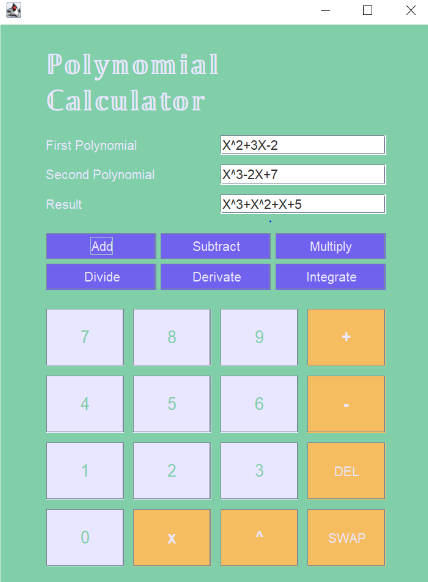 Polynomial
Calculator
First Polynomial X^2+3X-2
Second Polynomial X^3-2X+7
Result X^3+X^2+X+5
Add Subtract Multiply
Divide Derivate Integrate
7 8 9 +
4 5 6 -
1 2 3 DEL
0 x ^ SWAP